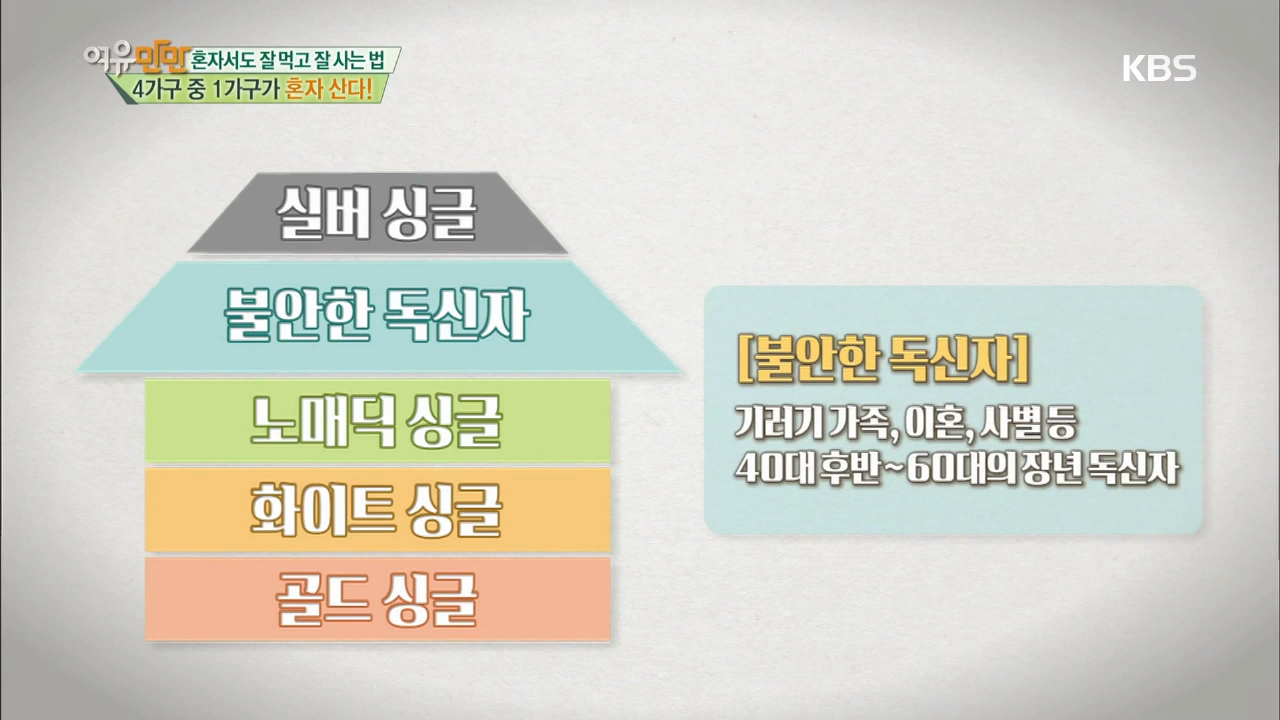 여유만만 혼자서도 잘 먹고 잘 사는 법
4가구 중 1가구가 혼자 산다!
KBS
실버 싱글
불안한 독신자
노매딕 싱글
화이트 싱글
골드 싱글
[불안한 독신자]
기러기 가족, 이혼, 사별 등
40대 후반~60대의 장년 독신자